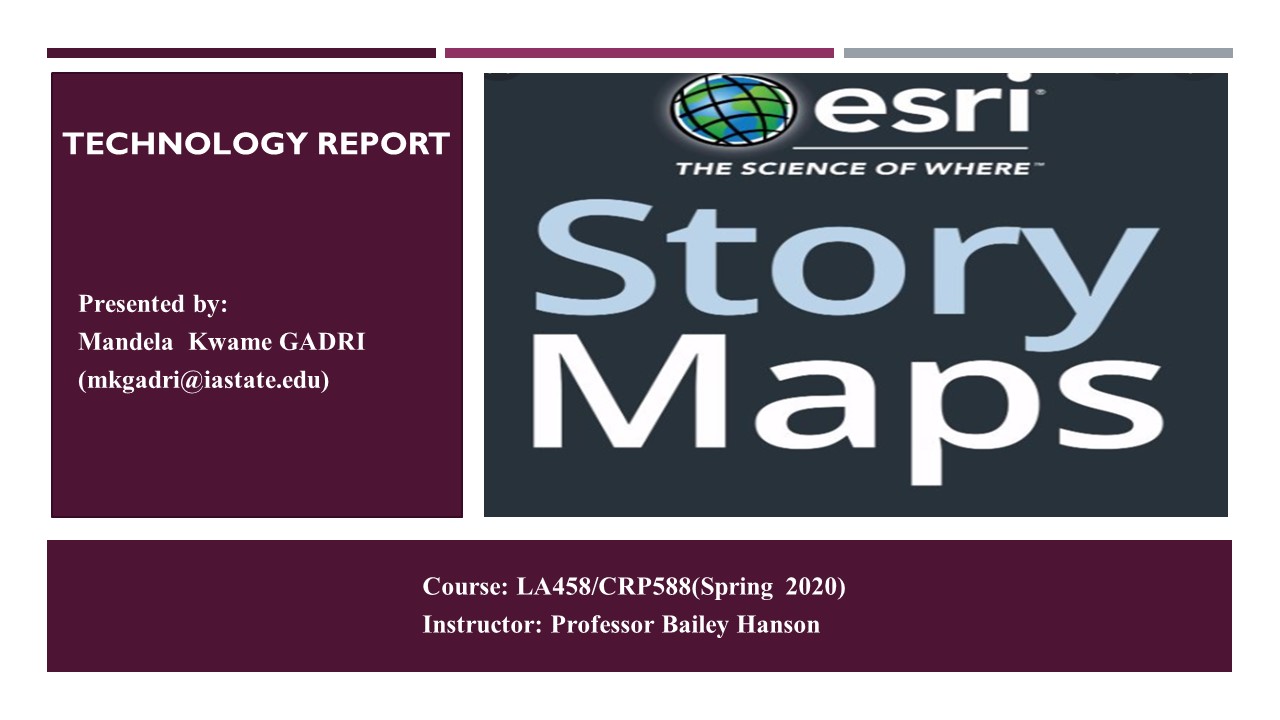 TECHNOLOGY REPORT
Presented by:
Mandela Kwame GADRI
(mkgadri@iastate.edu)
esri®
THE SCIENCE OF WHERE™
Story
Maps
Course: LA458/CRP588(Spring 2020)
Instructor: Professor Bailey Hanson